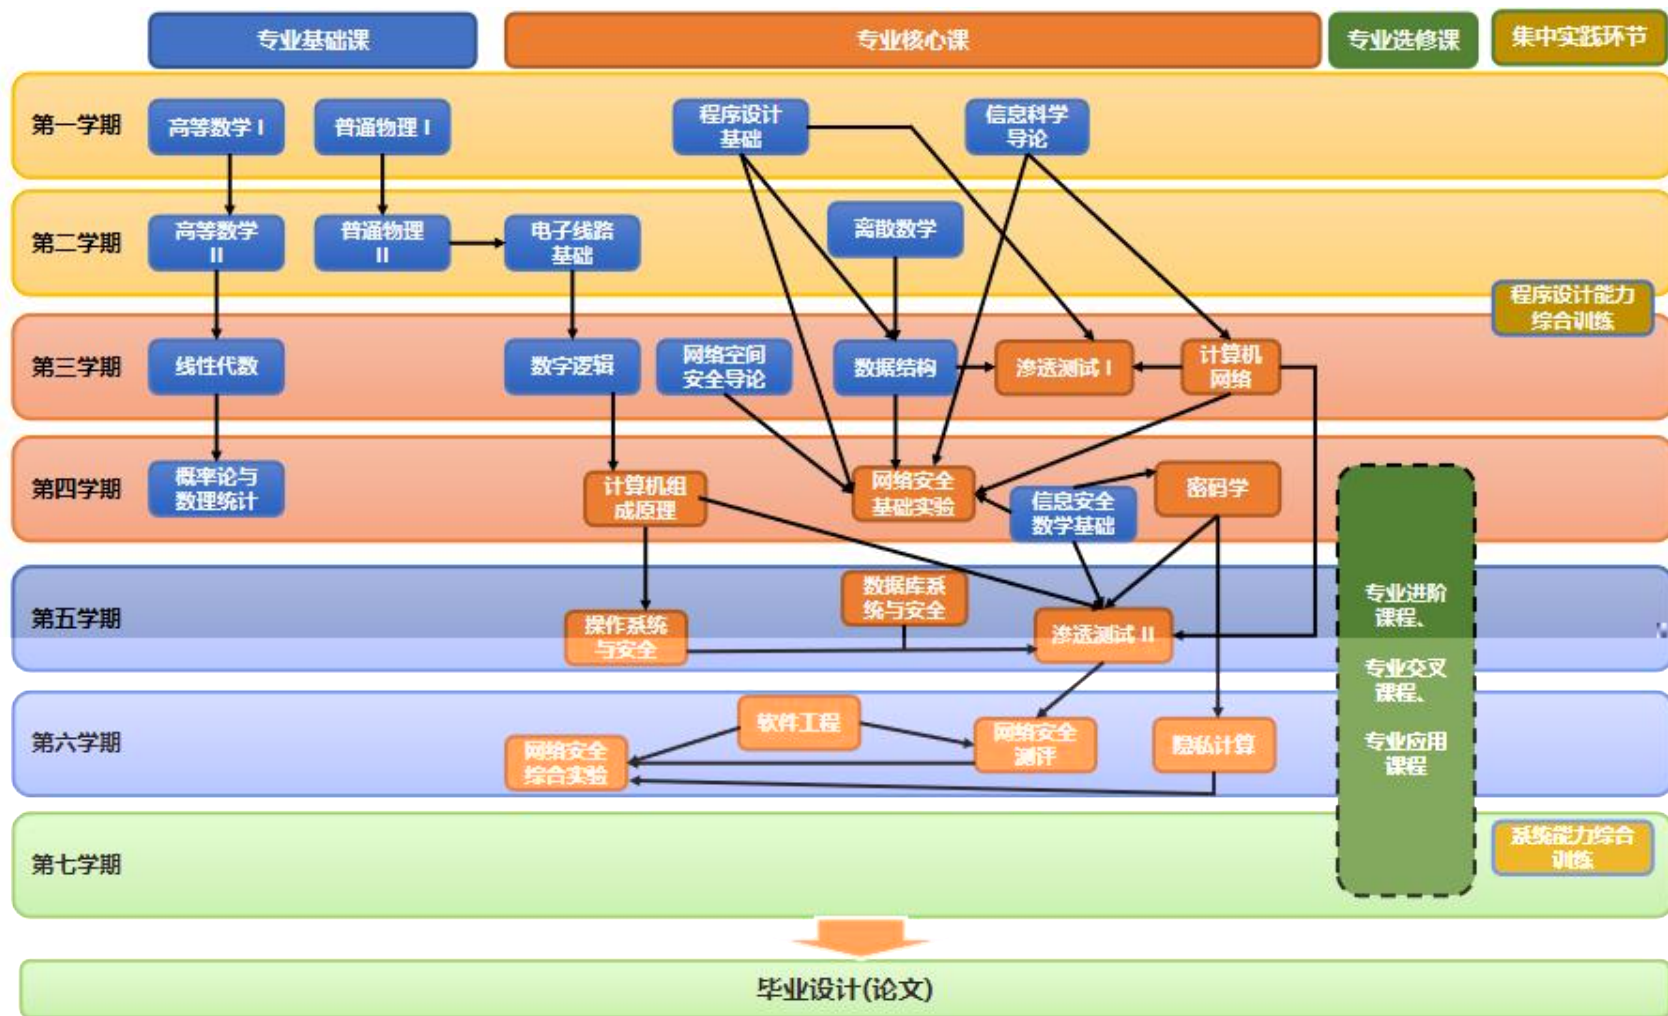 专业基础课
专业核心课
专业选修课
集中实践环节
第一学期
高等数学 I
普通物理 I
程序设计
基础
信息科学
导论
第二学期
高等数学
II
普通物理
II
电子线路
基础
离散数学
程序设计能力
综合训练
第三学期
线性代数
数字逻辑
网络空间
安全导论
数据结构
渗透测试 I
计算机
网络
第四学期
概率论与
数理统计
计算机组
成原理
网络安全
基础实验
信息安全
数学基础
密码学
第五学期
操作系统
与安全
数据库系
统与安全
渗透测试 II
专业进阶
课程、
专业交叉
课程、
专业应用
课程
第六学期
网络安全
综合实验
软件工程
网络安全
测评
隐私计算
第七学期
系统能力综合
训练
毕业设计(论文)